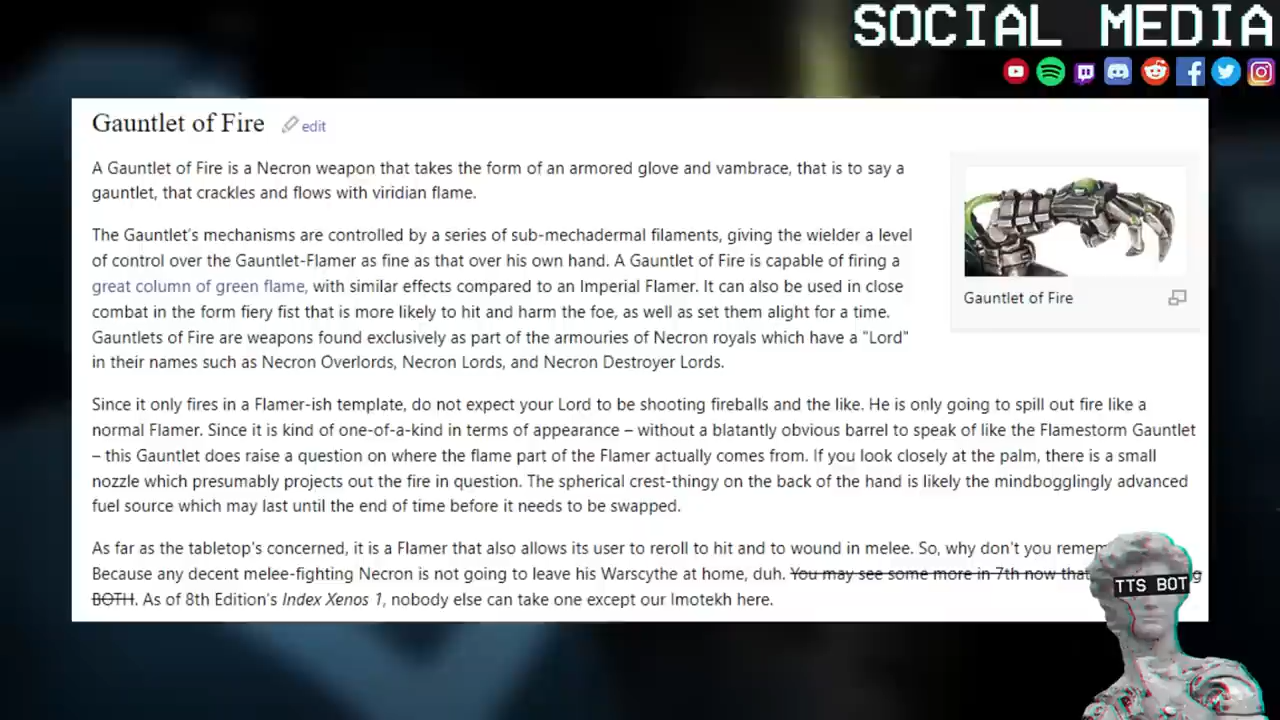 SOCIAL MEDIA
Gauntlet of Fire edit
A Gauntlet of Fire is a Necron weapon that takes the form of an armored glove and vambrace, that is to say a
gauntlet, that crackles and flows with viridian flame.
The Gauntlet's mechanisms are controlled by a series of sub-mechadermal filaments, giving the wielder a level
of control over the Gauntlet-Flamer as fine as that over his own hand. A Gauntlet of Fire is capable of firing a
great column of green flame, with similar effects compared to an Imperial Flamer. It can also be used in close
combat in the form fiery fist that is more likely to hit and harm the foe, as well as set them alight for a time.
Gauntlets of Fire are weapons found exclusively as part of the armouries of Necron royals which have a "Lord"
in their names such as Necron Overlords, Necron Lords, and Necron Destroyer Lords.
Gauntlet of Fire
Since it only fires in a Flamer-ish template, do not expect your Lord to be shooting fireballs and the like. He is only going to spill out fire like a
normal Flamer. Since it is kind of one-of-a-kind in terms of appearance – without a blatantly obvious barrel to speak of like the Flamestorm Gauntlet
– this Gauntlet does raise a question on where the flame part of the Flamer actually comes from. If you look closely at the palm, there is a small
nozzle which presumably projects out the fire in question. The spherical crest-thingy on the back of the hand is likely the mindbogglingly advanced
fuel source which may last until the end of time before it needs to be swapped.
As far as the tabletop's concerned, it is a Flamer that also allows its user to reroll to hit and to wound in melee. So, why don't you
Because any decent melee-fighting Necron is not going to leave his Warscythe at home, duh. You may see some more in 7th now that
BOTH. As of 8th Edition's Index Xenos 1, nobody else can take one except our Imotekh here.
TTS BOT